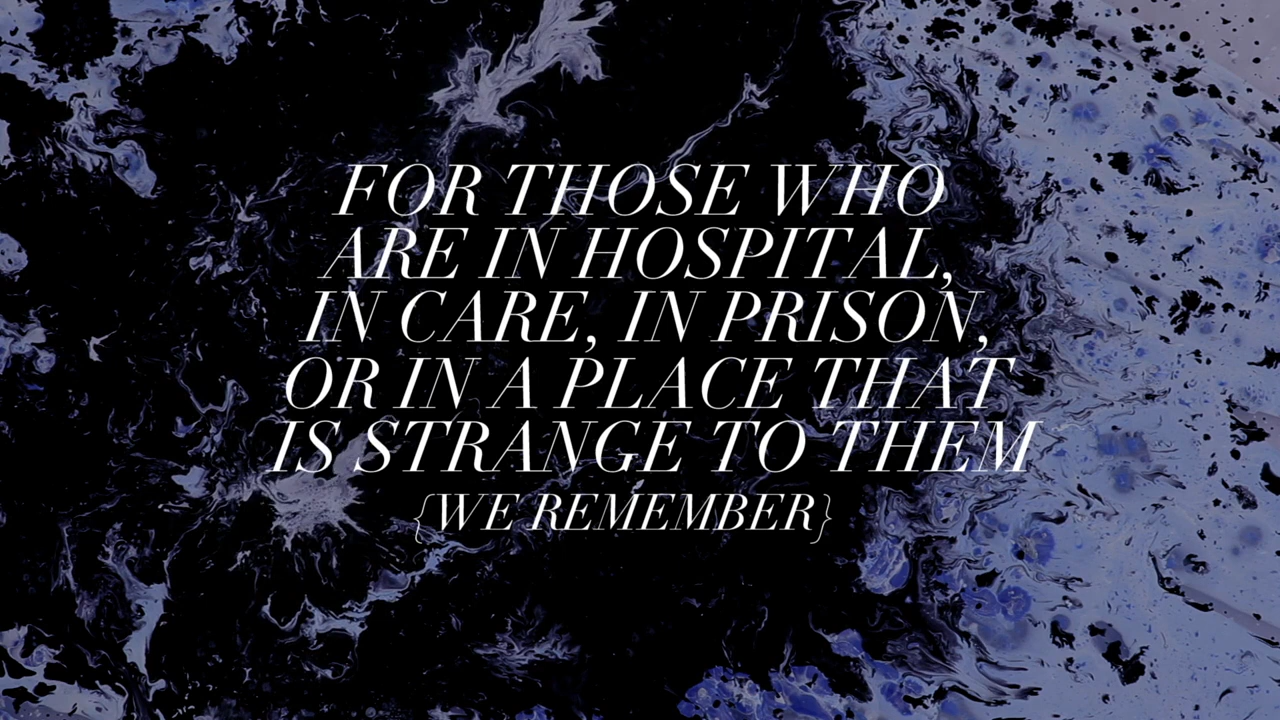 FOR THOSE WHO
ARE IN HOSPITAL,
IN CARE, IN PRISON,
OR IN A PLACE THAT
IS STRANGE TO THEM
{WE REMEMBER}